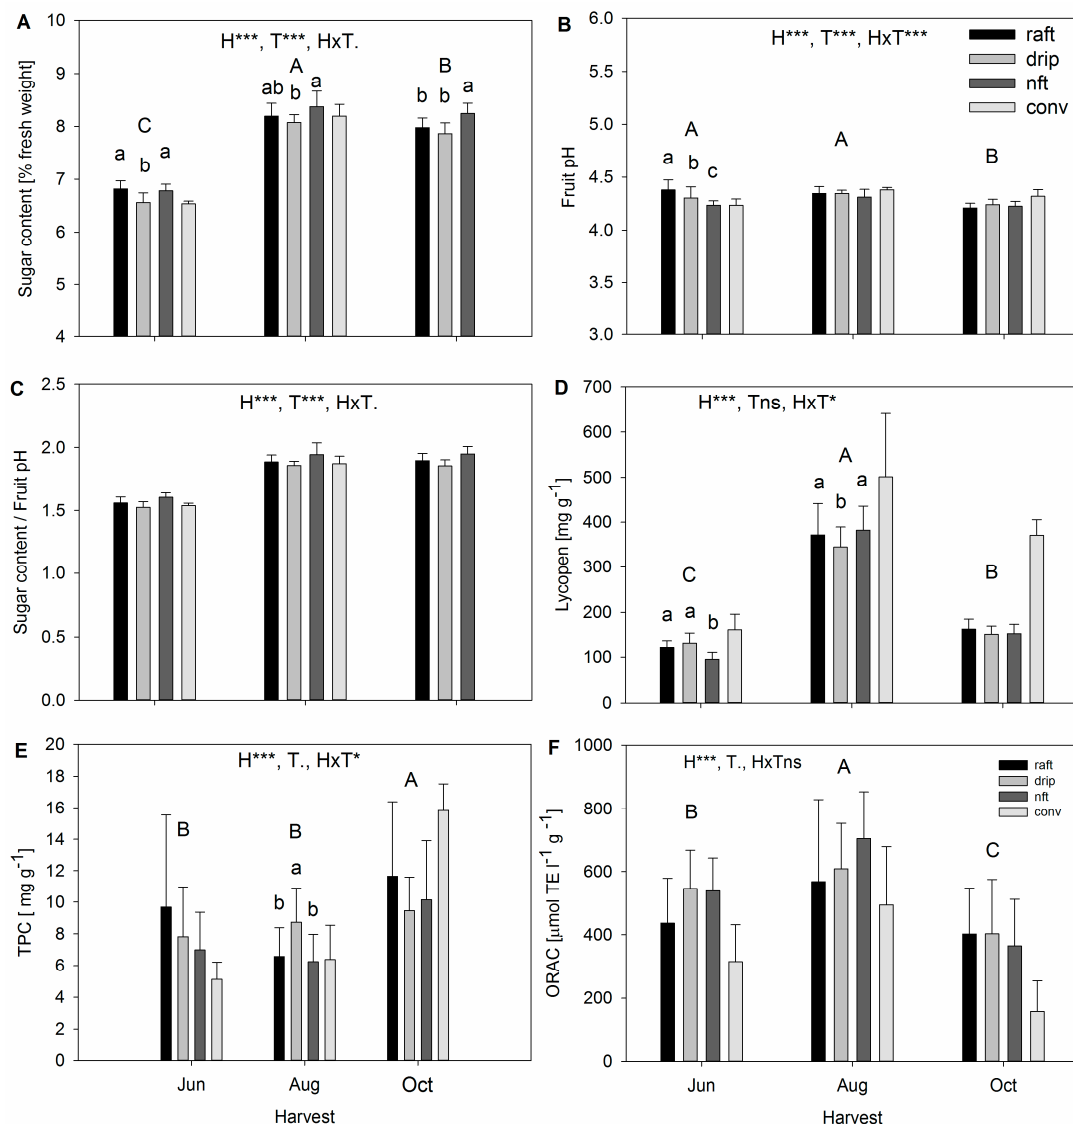 A
H***, T***, HxT.
Sugar content [% fresh weight]
10
9
8
7
6
5
4
C
a
b
a
A
ab
b
a
B
b
b
a
B
H***, T***, HxT***
raft
drip
nft
conv
Fruit pH
6.0
5.5
5.0
4.5
4.0
3.5
3.0
A
a
b
c
A
B
C
H***, T***, HxT.
Sugar content / Fruit pH
2.5
2.0
1.5
1.0
0.5
0.0
D
H***, Tns, HxT*
Lycopen [mg g-1]
700
600
500
400
300
200
100
0
C
a
a
b
A
a
b
a
B
E
H***, T., HxT*
TPC [ mg g-1]
20
18
16
14
12
10
8
6
4
2
0
B
B
b
a
b
A
Jun
Aug
Oct
Harvest
F
H***, T., HxTns
raft
drip
nft
conv
ORAC [μmol TE l-1 g -1]
1000
800
600
400
200
0
B
A
C
Jun
Aug
Oct
Harvest